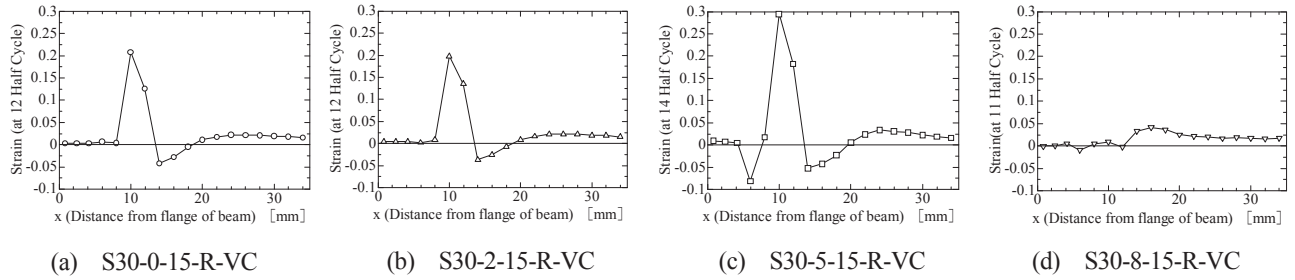 0.3
0.25
0.2
0.15
0.1
0.05
0
-0.05
-0.1
Strain (at 12 Half Cycle)
0 10 20 30
x (Distance from flange of beam) [mm]
(a) S30-0-15-R-VC
0.3
0.25
0.2
0.15
0.1
0.05
0
-0.05
-0.1
Strain (at 12 Half Cycle)
0 10 20 30
x (Distance from flange of beam) [mm]
(b) S30-2-15-R-VC
0.3
0.25
0.2
0.15
0.1
0.05
0
-0.05
-0.1
Strain (at 14 Half Cycle)
0 10 20 30
x (Distance from flange of beam) [mm]
(c) S30-5-15-R-VC
0.3
0.25
0.2
0.15
0.1
0.05
0
-0.05
-0.1
Strain(at 11 Half Cycle)
0 10 20 30
x (Distance from flange of beam) [mm]
(d) S30-8-15-R-VC